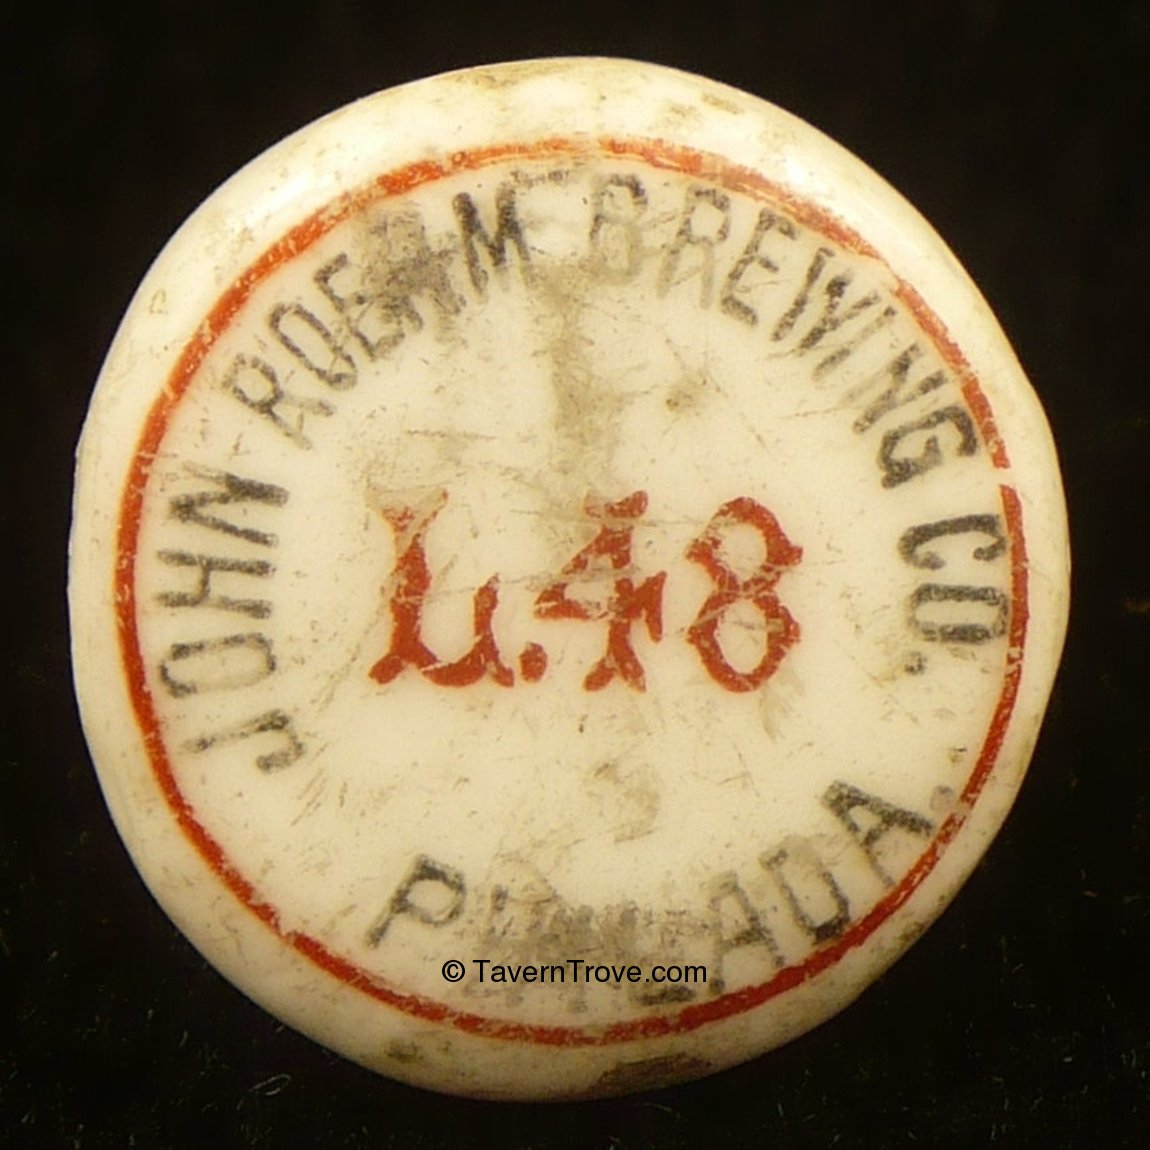 JOHN ROEHM BREWING CO.
L.48
PHILADA.
© TavernTrove.com